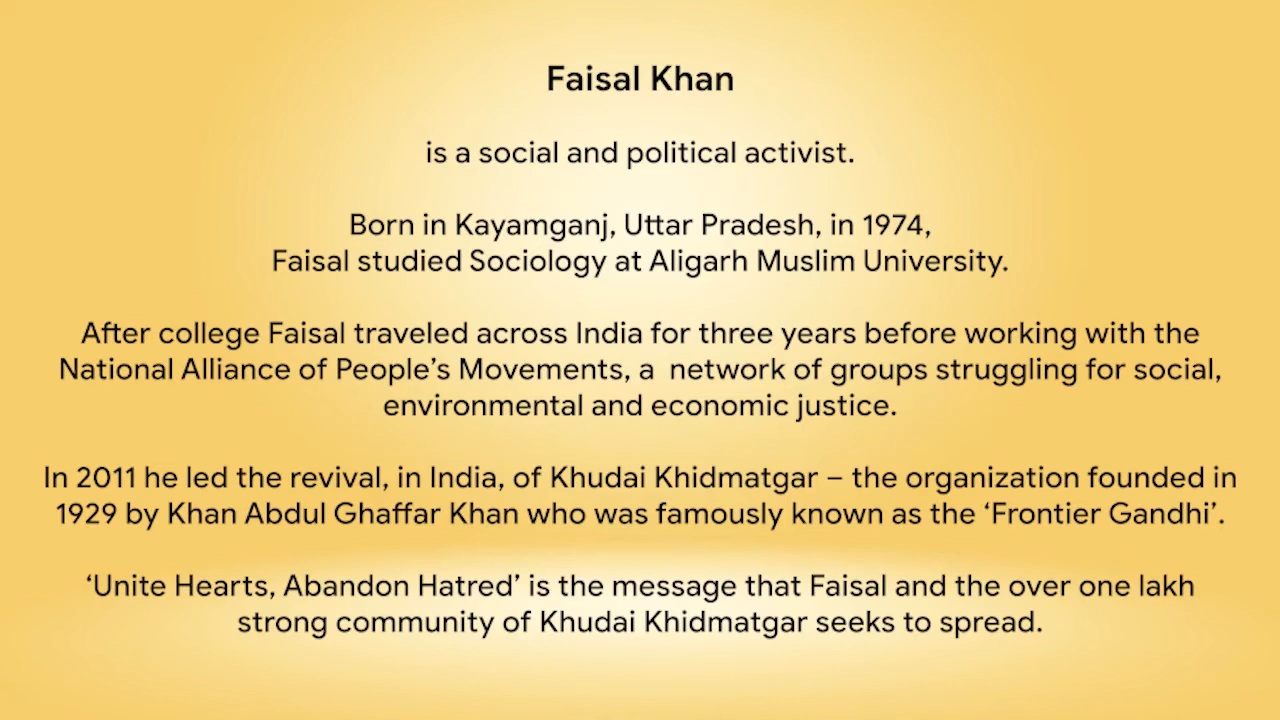 Faisal Khan
is a social and political activist.
Born in Kayamganj, Uttar Pradesh, in 1974,
Faisal studied Sociology at Aligarh Muslim University.
After college Faisal traveled across India for three years before working with the
National Alliance of People’s Movements, a  network of groups struggling for social,
environmental and economic justice.
In 2011 he led the revival, in India, of Khudai Khidmatgar – the organization founded in
1929 by Khan Abdul Ghaffar Khan who was famously known as the ‘Frontier Gandhi’.
‘Unite Hearts, Abandon Hatred’ is the message that Faisal and the over one lakh
strong community of Khudai Khidmatgar seeks to spread.